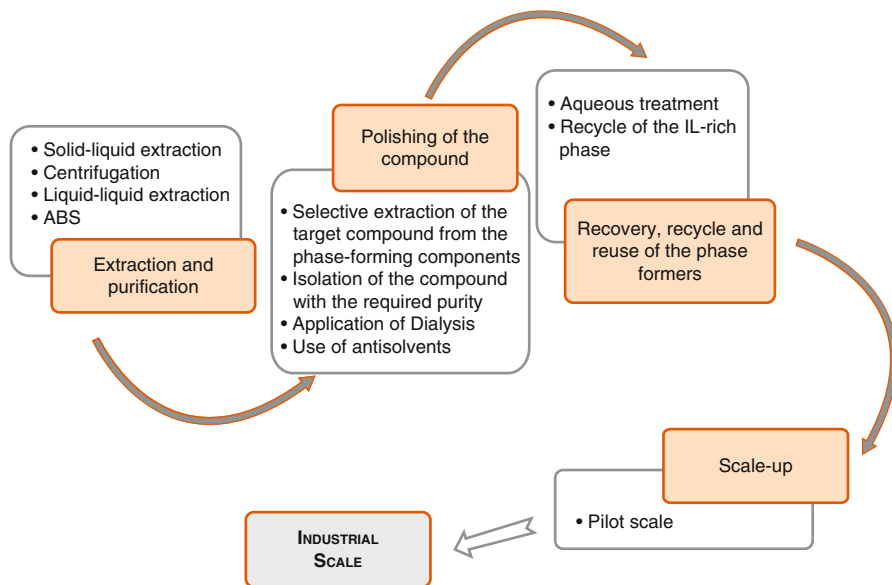 • Solid-liquid extraction
• Centrifugation
• Liquid-liquid extraction
• ABS
Extraction and
purification
Polishing of the
compound
• Selective extraction of the
target compound from the
phase-forming components
• Isolation of the compound
with the required purity
• Application of Dialysis
• Use of antisolvents
• Aqueous treatment
• Recycle of the IL-rich
phase
Recovery, recycle and
reuse of the phase
formers
Scale-up
• Pilot scale
INDUSTRIAL
SCALE